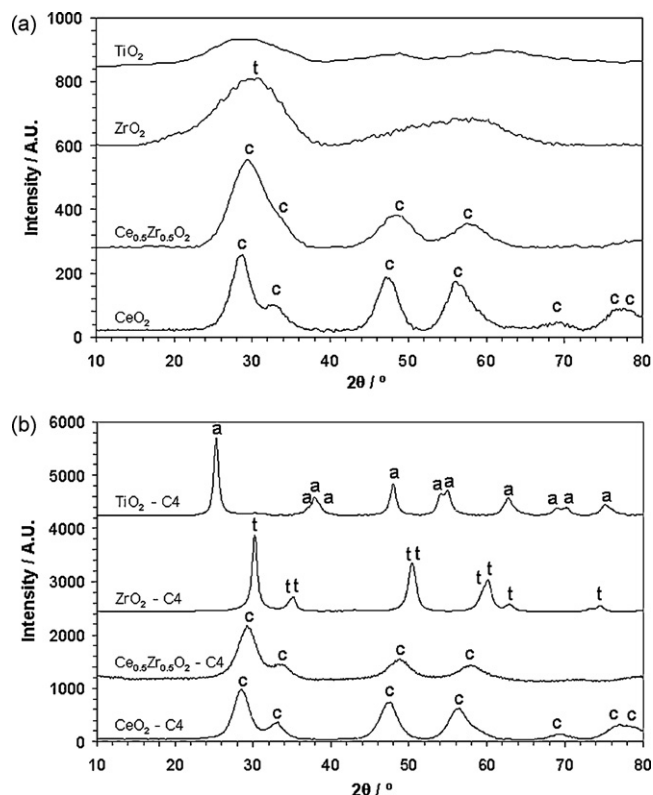 (a)
1000
800
600
400
200
0
Intensity / A.U.
TiO₂
t
ZrO₂
c
c
c
c
Ce₀.₅Zr₀.₅O₂
c
c
c
c
c
c c
CeO₂
10 20 30 40 50 60 70 80
2θ / º
(b)
6000
5000
4000
3000
2000
1000
0
Intensity / A.U.
a
a
a a
a
a a
a
a a
a
TiO₂ – C4
t
t t
t t
t
t
t
t
ZrO₂ – C4
c
c
c
c
Ce₀.₅Zr₀.₅O₂ – C4
c
c
c
c
c
c c
CeO₂ – C4
10 20 30 40 50 60 70 80
2θ / º